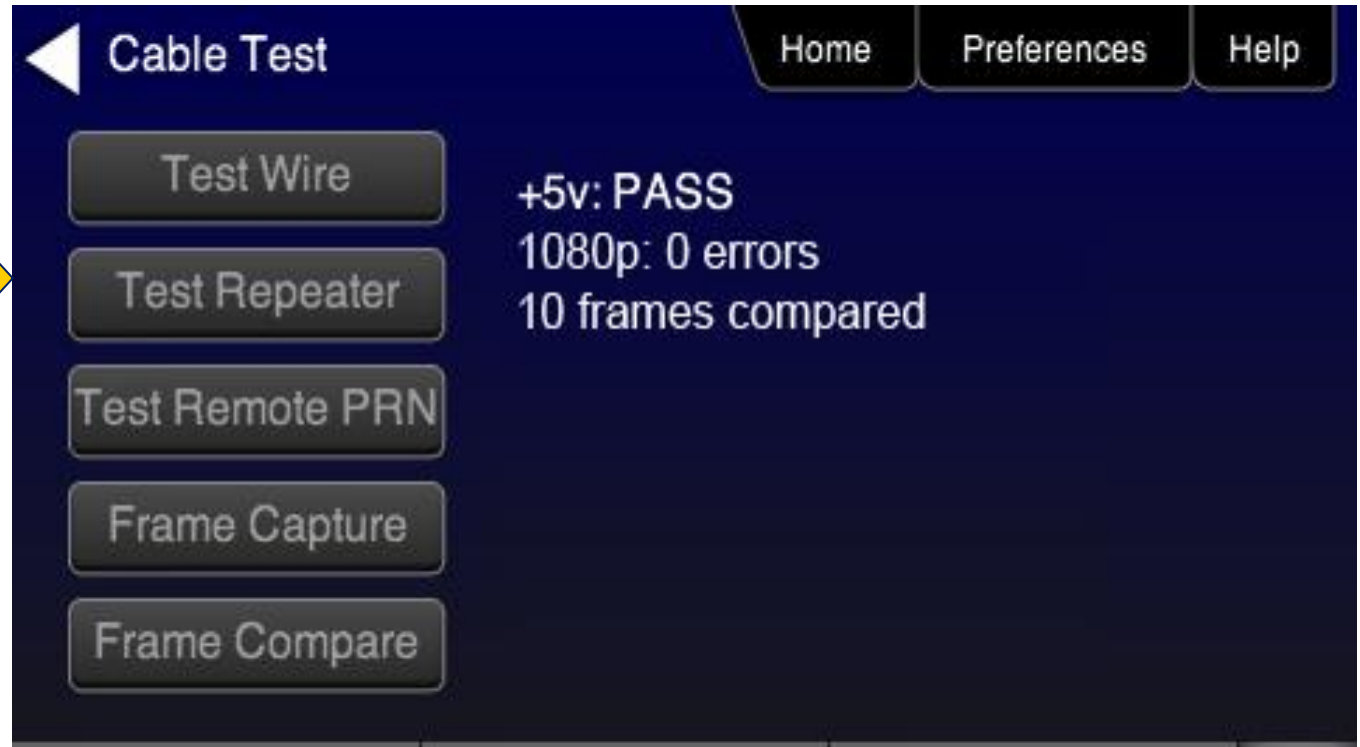 Cable Test
Home
Preferences
Help
Test Wire
Test Repeater
Test Remote PRN
Frame Capture
Frame Compare
+5v: PASS
1080p: 0 errors
10 frames compared